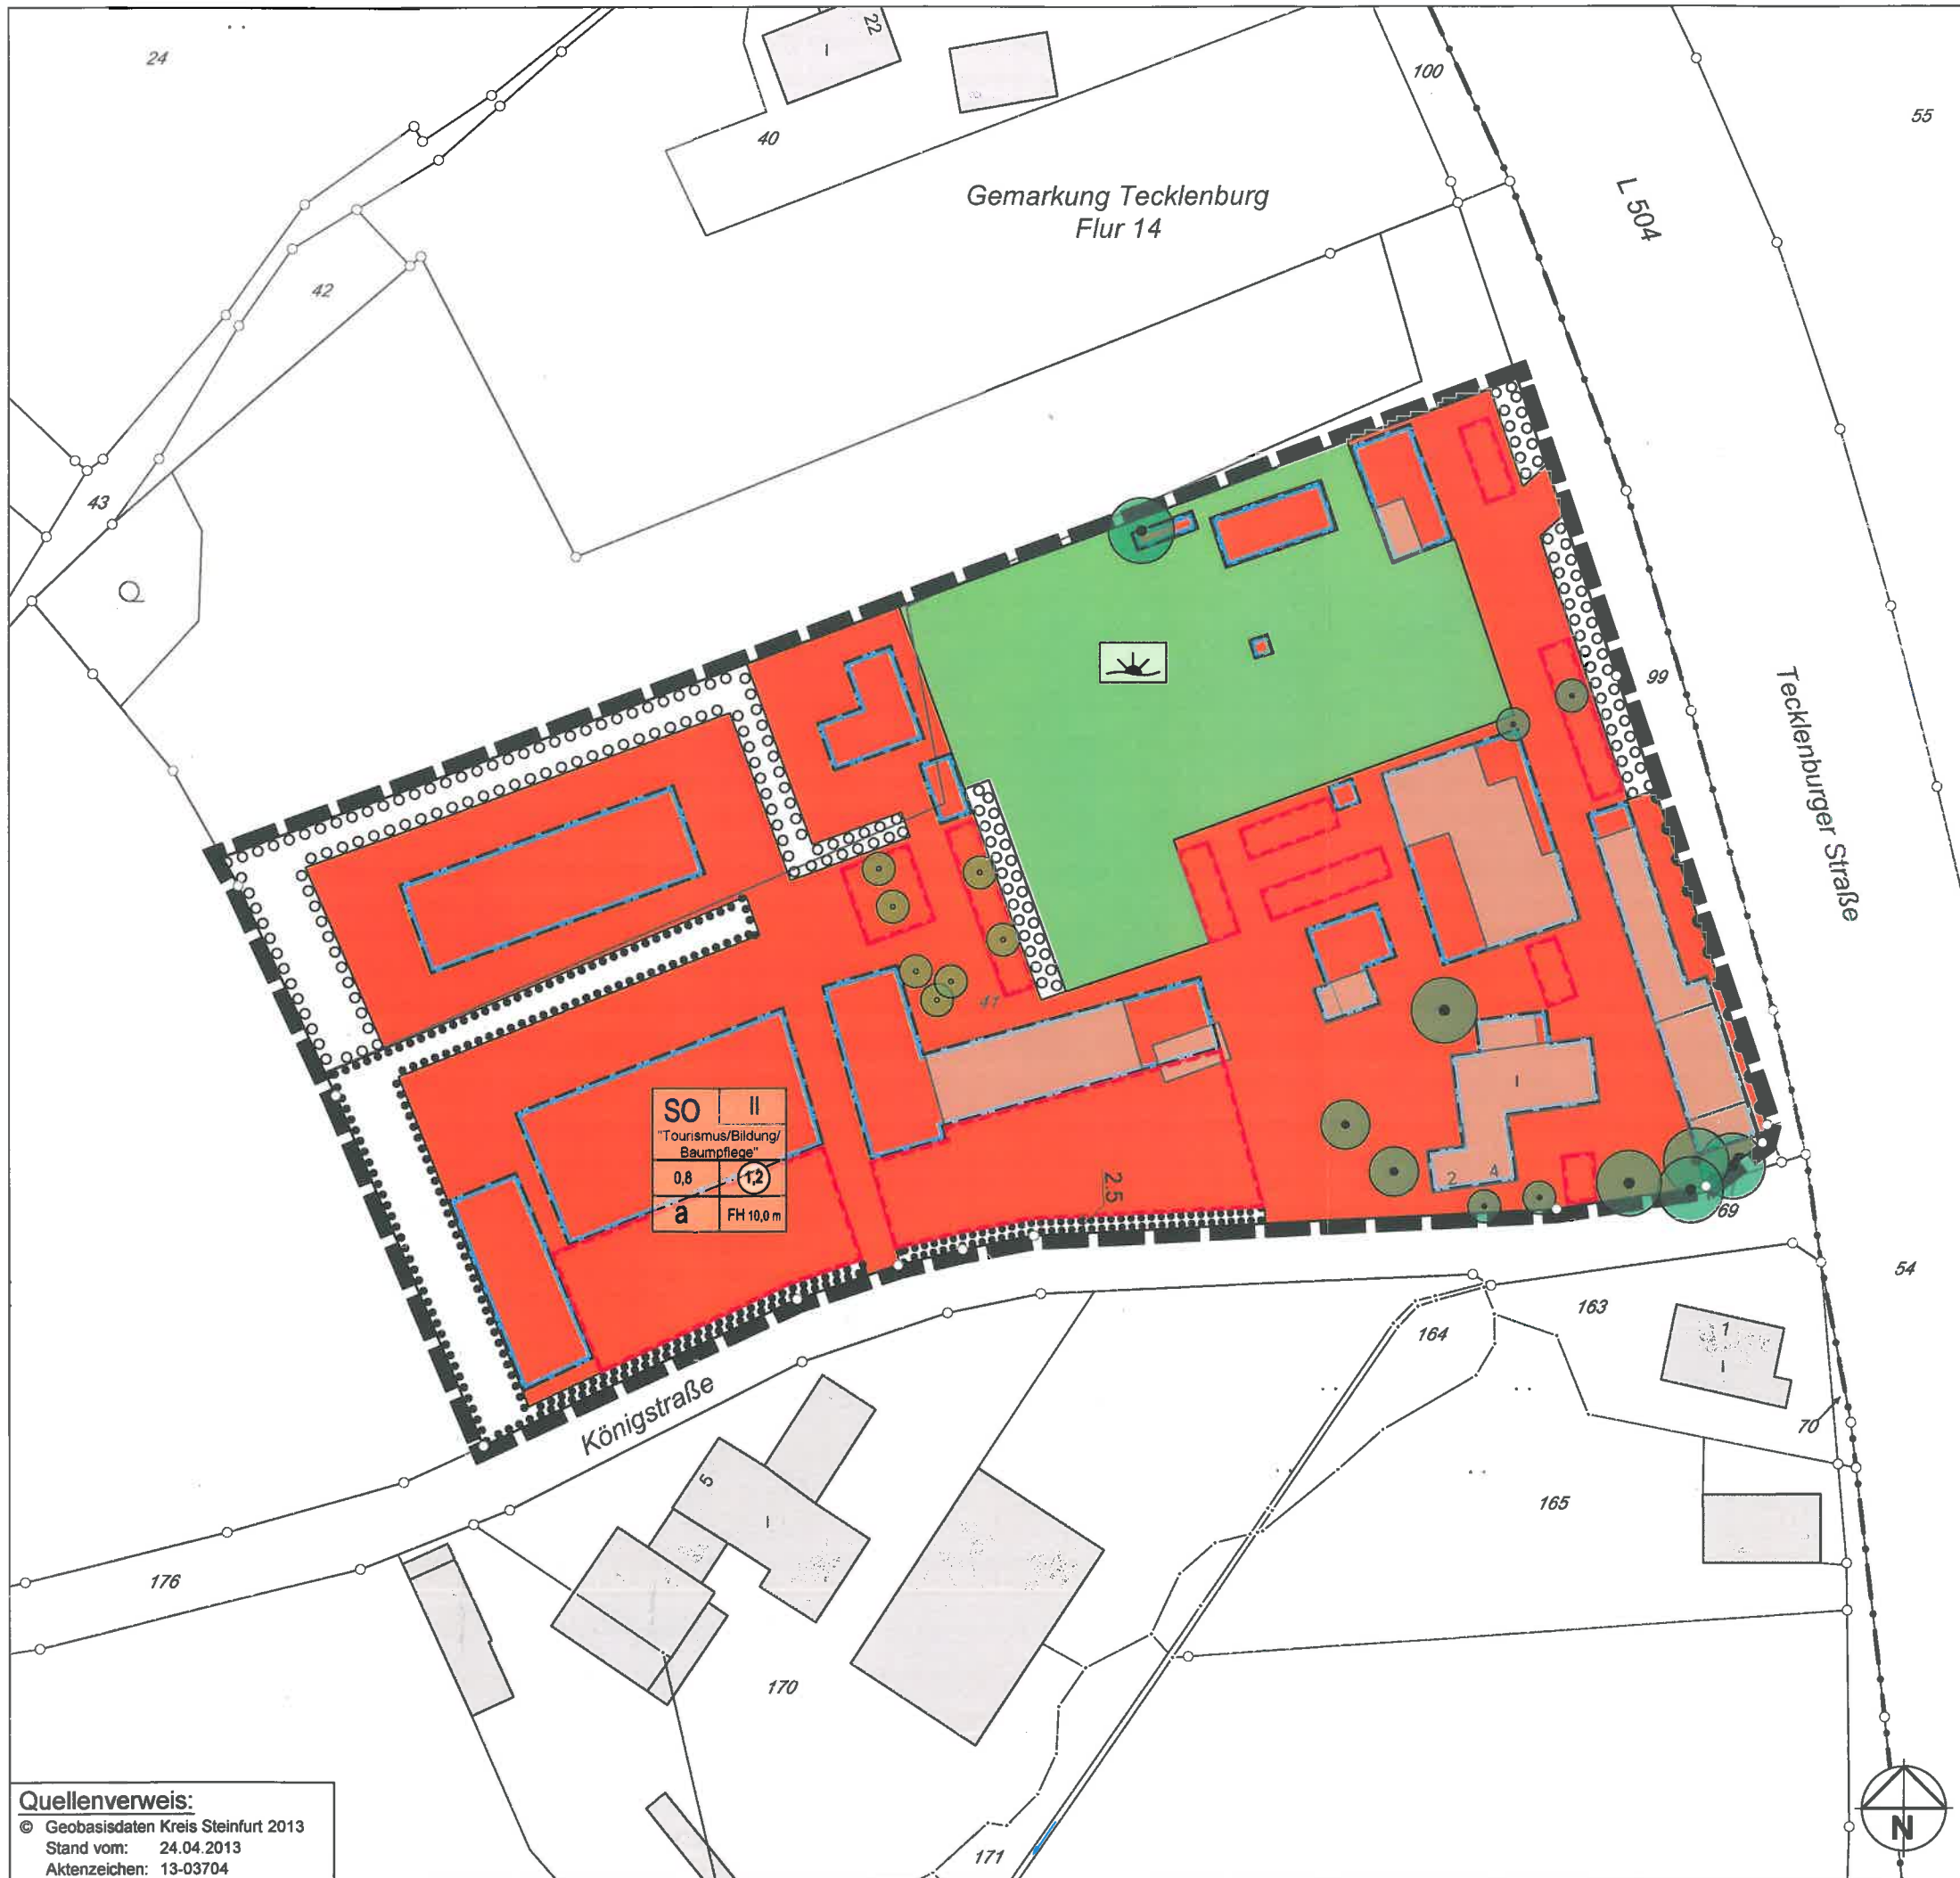 24
22
I
40
100
55
Gemarkung Tecklenburg
Flur 14
L 504
42
43
99
Tecklenburger Straße
41
SO
II
"Tourismus/Bildung/
Baumpflege"
0,8
1,2
a
FH 10,0 m
2.5
I
2
4
69
54
163
164
1
I
70
Königstraße
5
I
165
176
170
171
Quellenverweis:
© Geobasisdaten Kreis Steinfurt 2013
Stand vom: 24.04.2013
Aktenzeichen: 13-03704
N